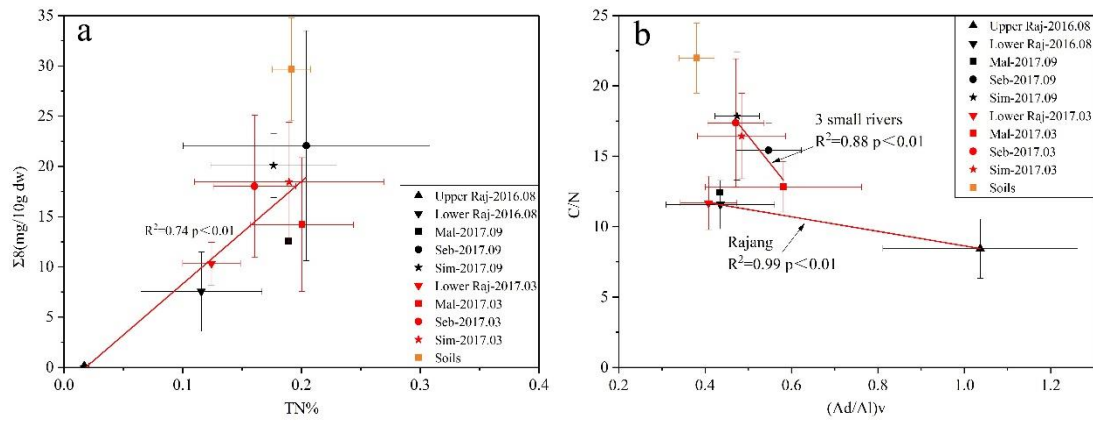 a
Σ8(mg/10g dw)
40
35
30
25
20
15
10
5
0
R²=0.74 p<0.01
Upper Raj-2016.08
Lower Raj-2016.08
Mal-2017.09
Seb-2017.09
Sim-2017.09
Lower Raj-2017.03
Mal-2017.03
Seb-2017.03
Sim-2017.03
Soils
0.0 0.1 0.2 0.3 0.4
TN%
b
C/N
25
20
15
10
5
0
Upper Raj-2016.08
Lower Raj-2016.08
Mal-2017.09
Seb-2017.09
Sim-2017.09
Lower Raj-2017.03
Mal-2017.03
Seb-2017.03
Sim-2017.03
Soils
3 small rivers
R²=0.88 p<0.01
Rajang
R²=0.99 p<0.01
0.2 0.4 0.6 0.8 1.0 1.2
(Ad/Al)v